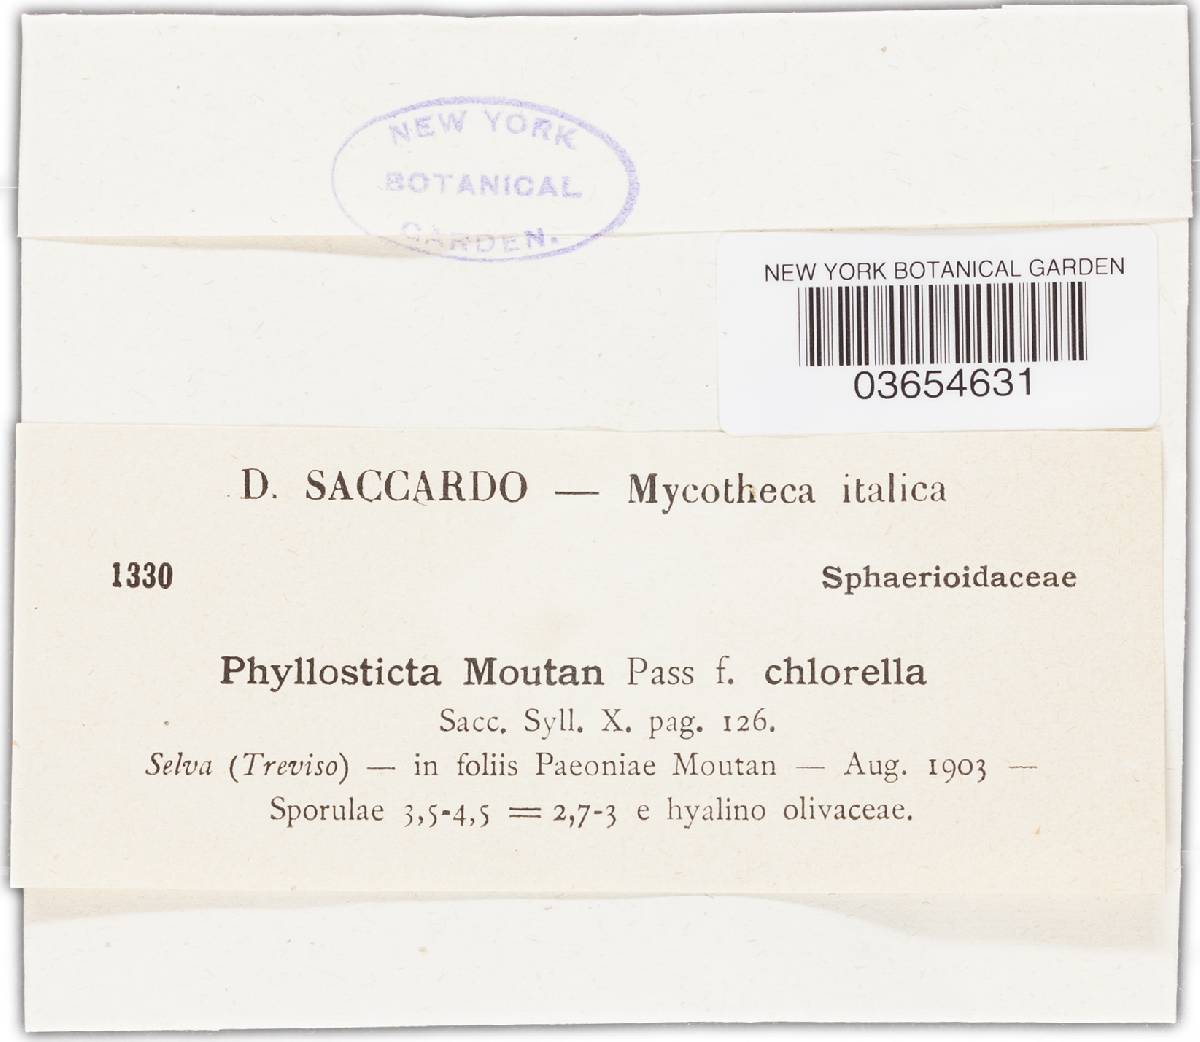 NEW YORK
BOTANICAL
GARDEN.
NEW YORK BOTANICAL GARDEN
03654631
D. SACCARDO — Mycotheca italica
1330 Sphaerioidaceae
Phyllosticta Moutan Pass f. chlorella
Sacc. Syll. X. pag. 126.
Selva (Treviso) — in foliis Paeoniae Moutan — Aug. 1903 —
Sporulae 3,5-4,5 = 2,7-3 e hyalino olivaceae.